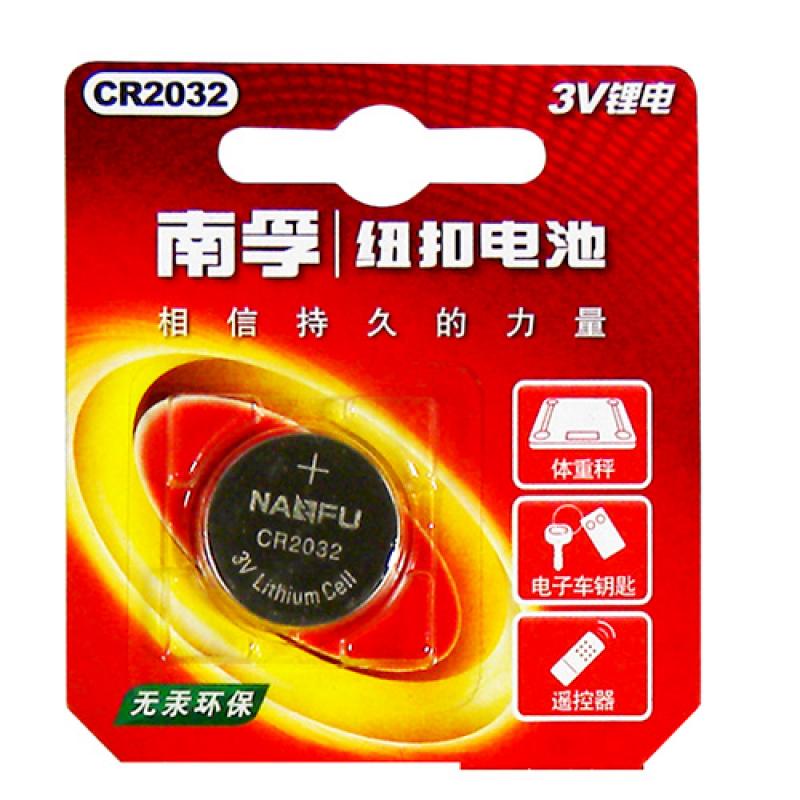 CR2032
3V锂电
南孚|纽扣电池
相信持久的力量
+
NANFU
CR2032
3V Lithium Cell
体重秤
电子车钥匙
遥控器
无汞环保